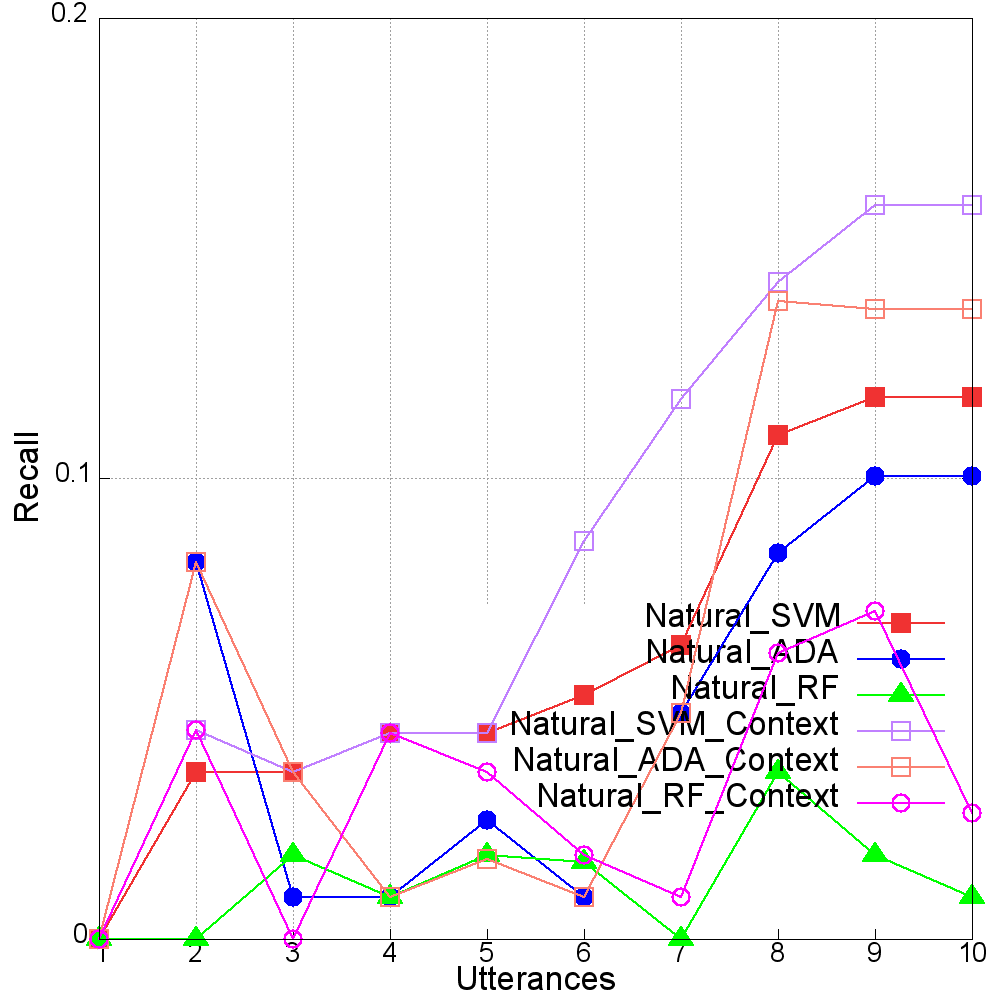 0.2
Recall
0.1
Natural_SVM
Natural_ADA
Natural_RF
Natural_SVM_Context
Natural_ADA_Context
Natural_RF_Context
0
1 2 3 4 5 6 7 8 9 10
Utterances